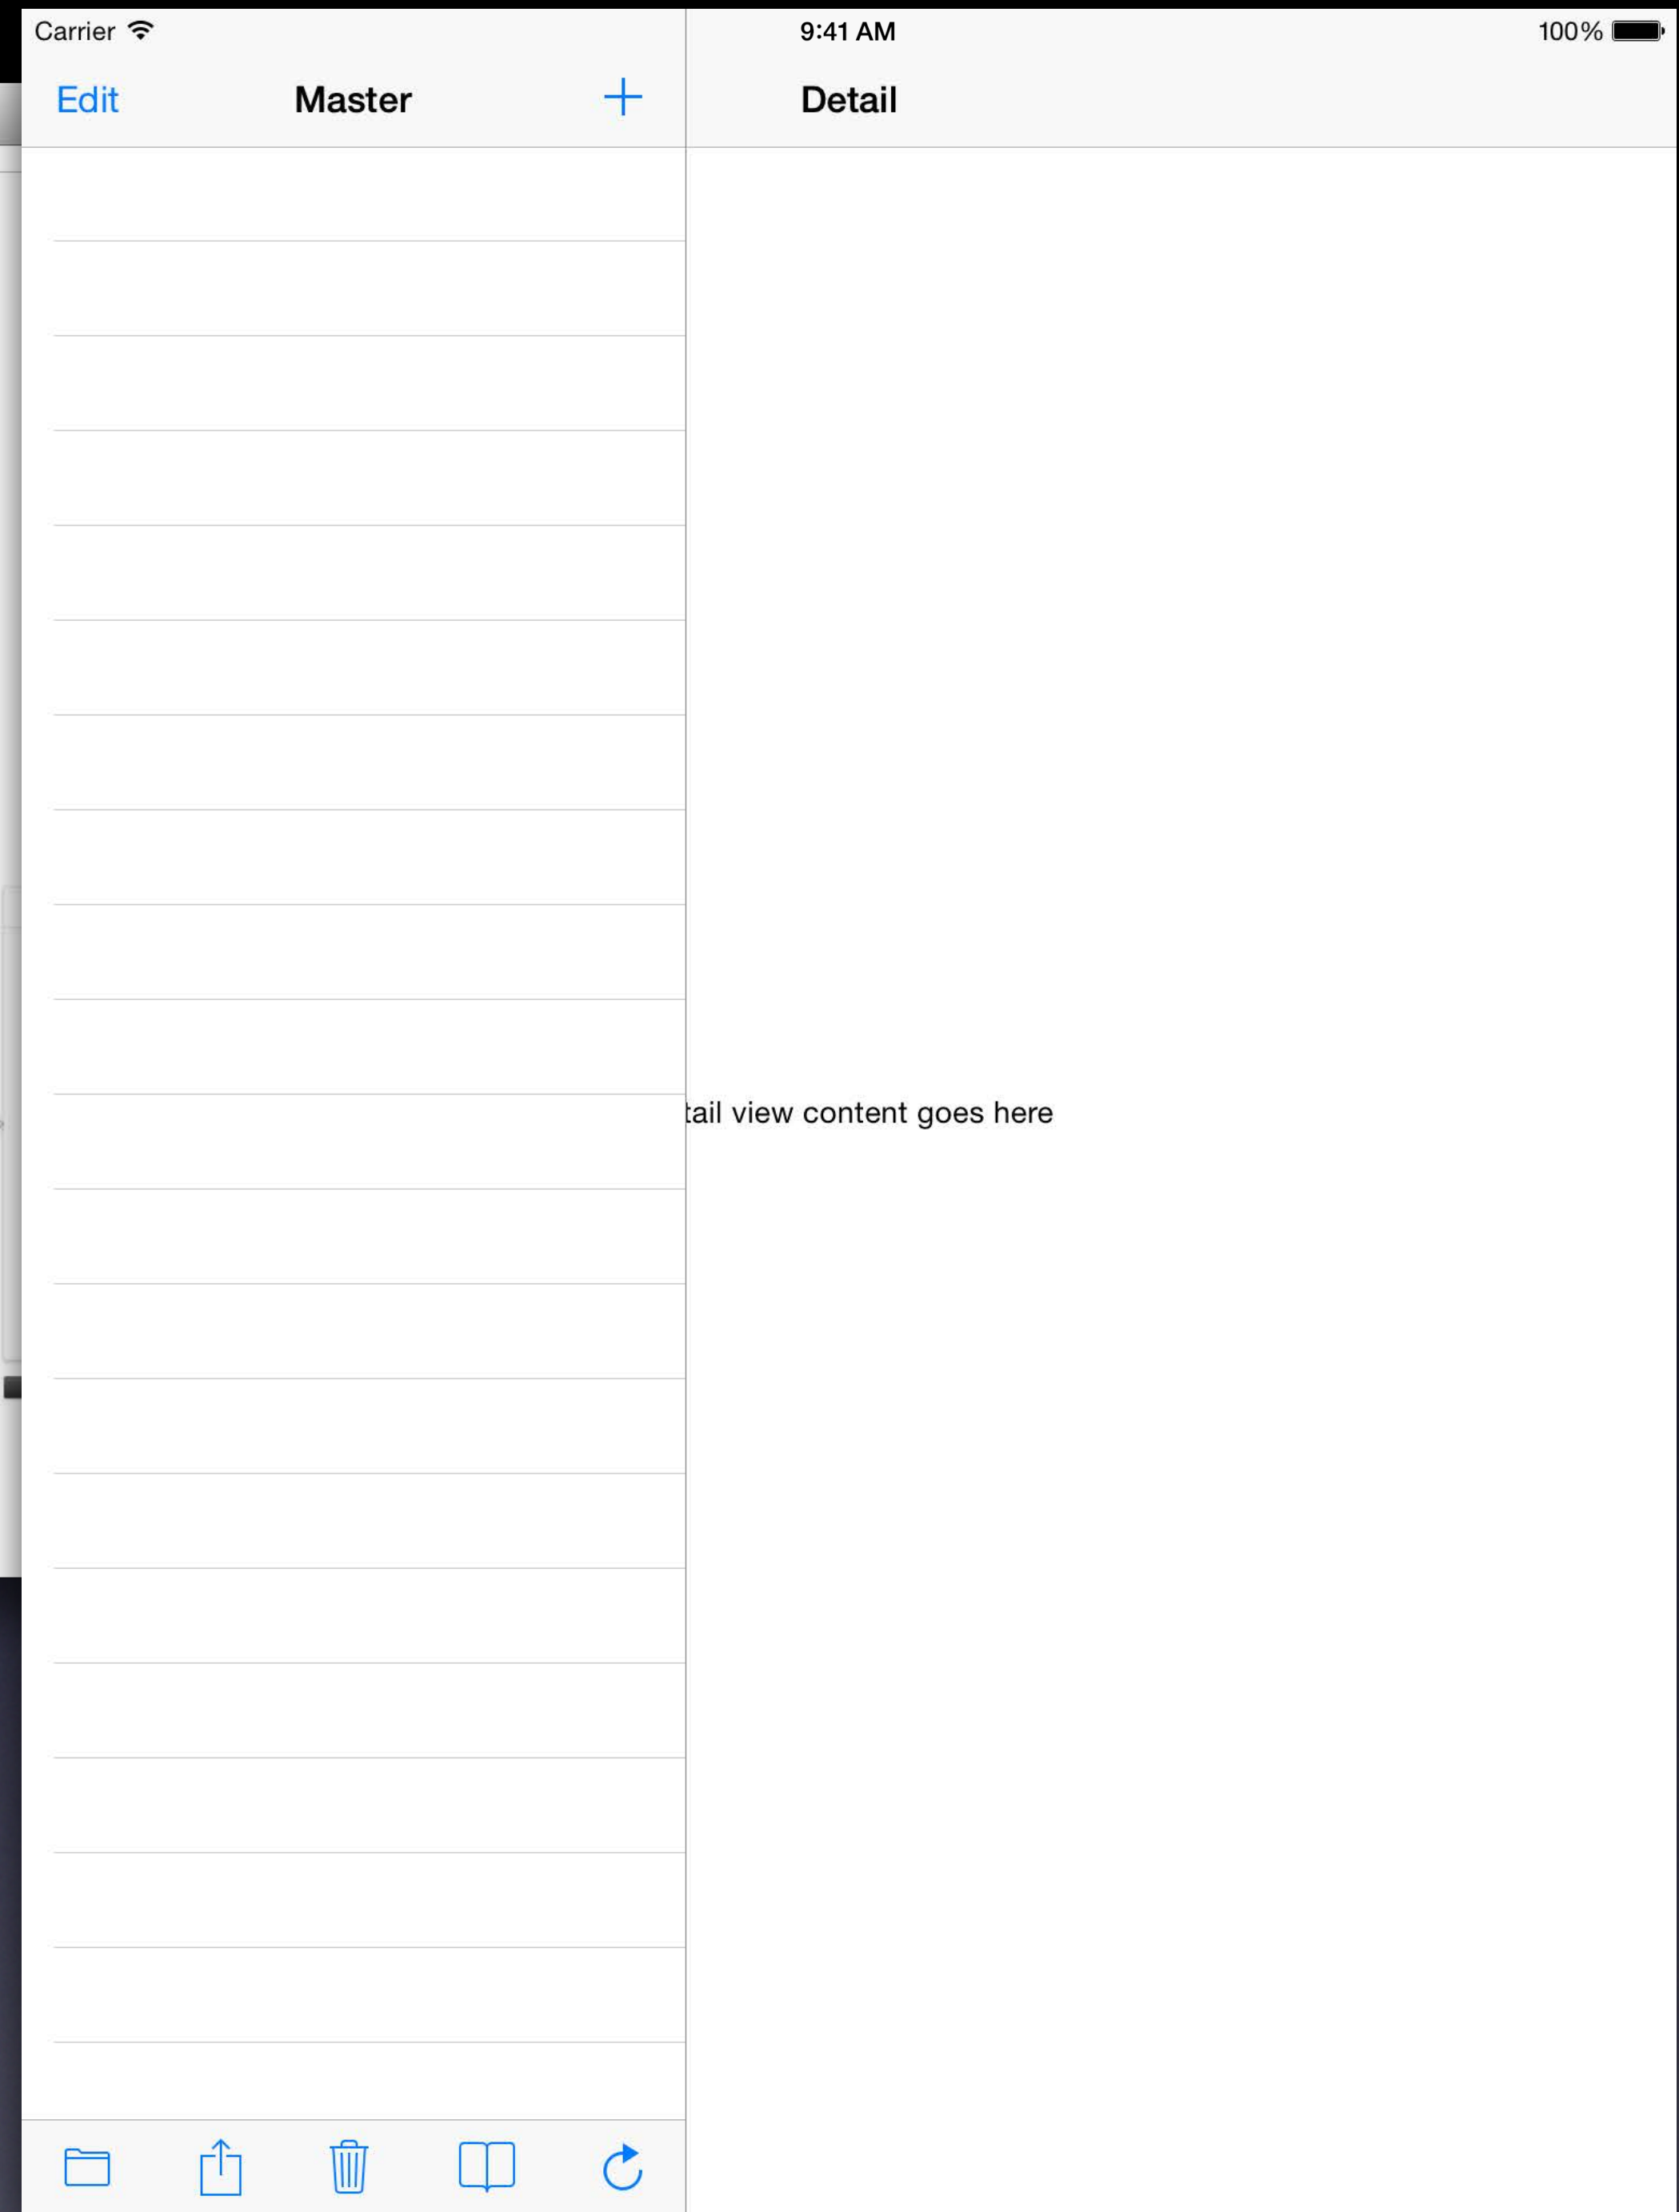 Carrier
9:41 AM
100%
Edit
Master
Detail
tail view content goes here